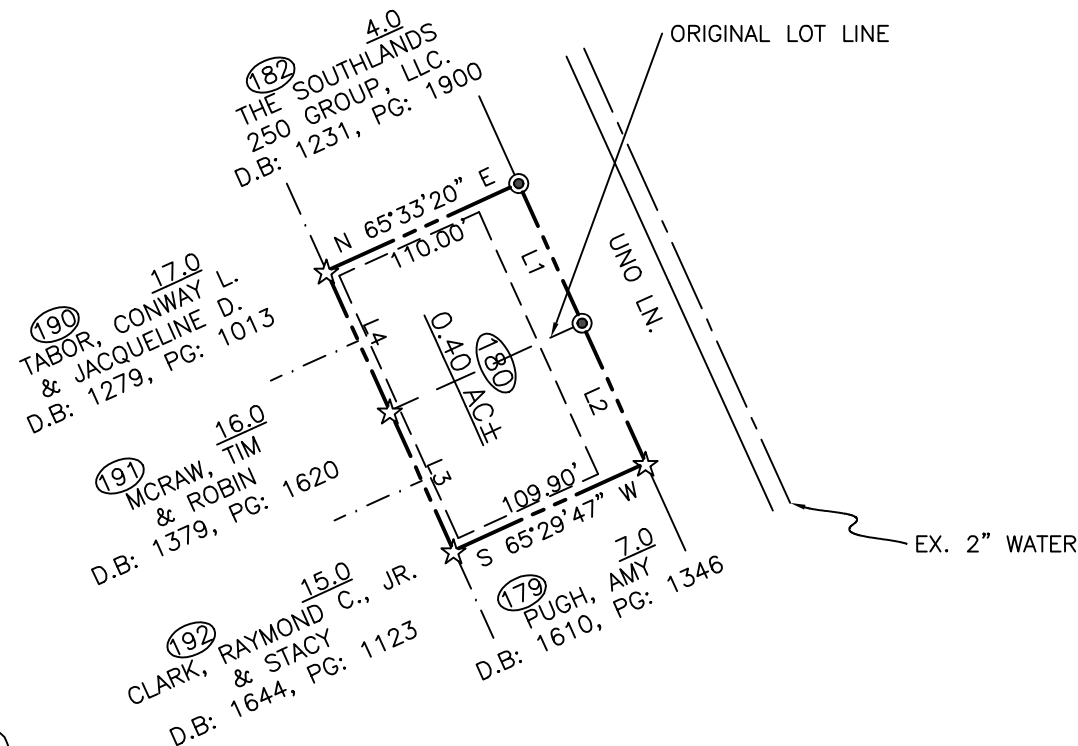 ORIGINAL LOT LINE
4.0
182
THE SOUTHLANDS
250 GROUP, LLC.
D.B: 1231, PG: 1900
N 65°33'20" E
110.00'
L1
UNO LN.
17.0
190
TABOR, CONWAY L.
& JACQUELINE D.
D.B: 1279, PG: 1013
L4
180
0.40 AC±
L2
16.0
191
MCRAW, TIM
& ROBIN
D.B: 1379, PG: 1620
L3
109.90'
S 65°29'47" W
EX. 2" WATER
7.0
179
PUGH, AMY
D.B: 1610, PG: 1346
15.0
192
CLARK, RAYMOND C., JR.
& STACY
D.B: 1644, PG: 1123